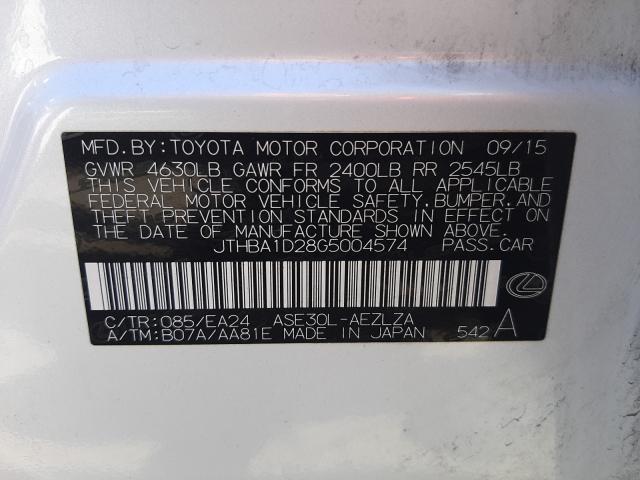 MFD.BY:TOYOTA MOTOR CORPORATION 09/15
GVWR 4630LB GAWR FR 2400LB RR 2545LB
THIS VEHICLE CONFORMS TO ALL APPLICABLE
FEDERAL MOTOR VEHICLE SAFETY,BUMPER,AND
THEFT PREVENTION STANDARDS IN EFFECT ON
THE DATE OF MANUFACTURE SHOWN ABOVE.
JTHBA1D28G5004574 PASS.CAR
C/TR:085/EA24 ASE30L-AEZLZA
A/TM:B07A/AA81E MADE IN JAPAN 542 A